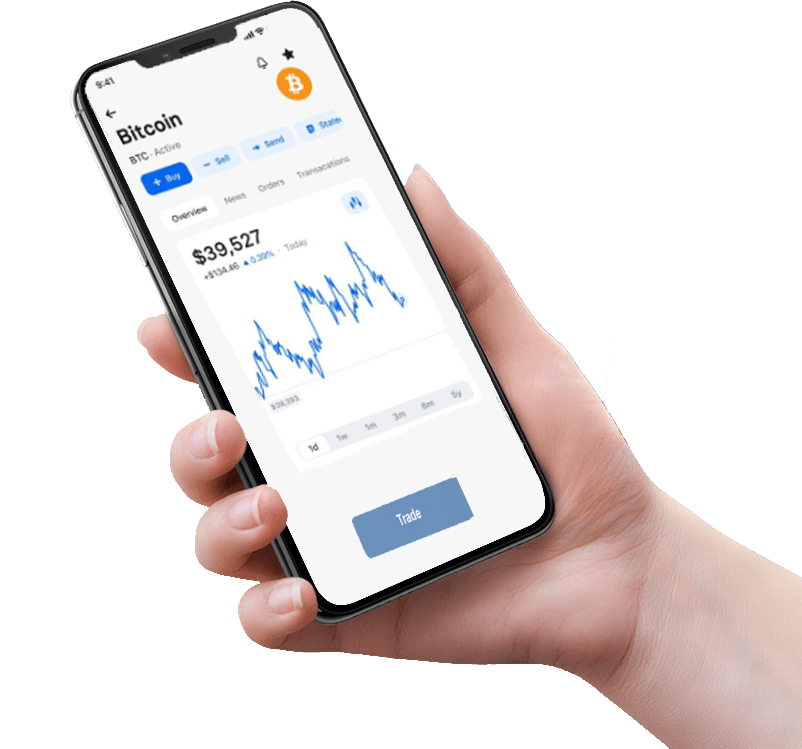 9:41
Bitcoin
BTC · Active
+ Buy
− Sell
Send
Overview
News
Orders
Transacations
$39,527
+$134.46 ▲ 0.39% · Today
$39,393
1d
1w
1m
3m
6m
5y
Trade